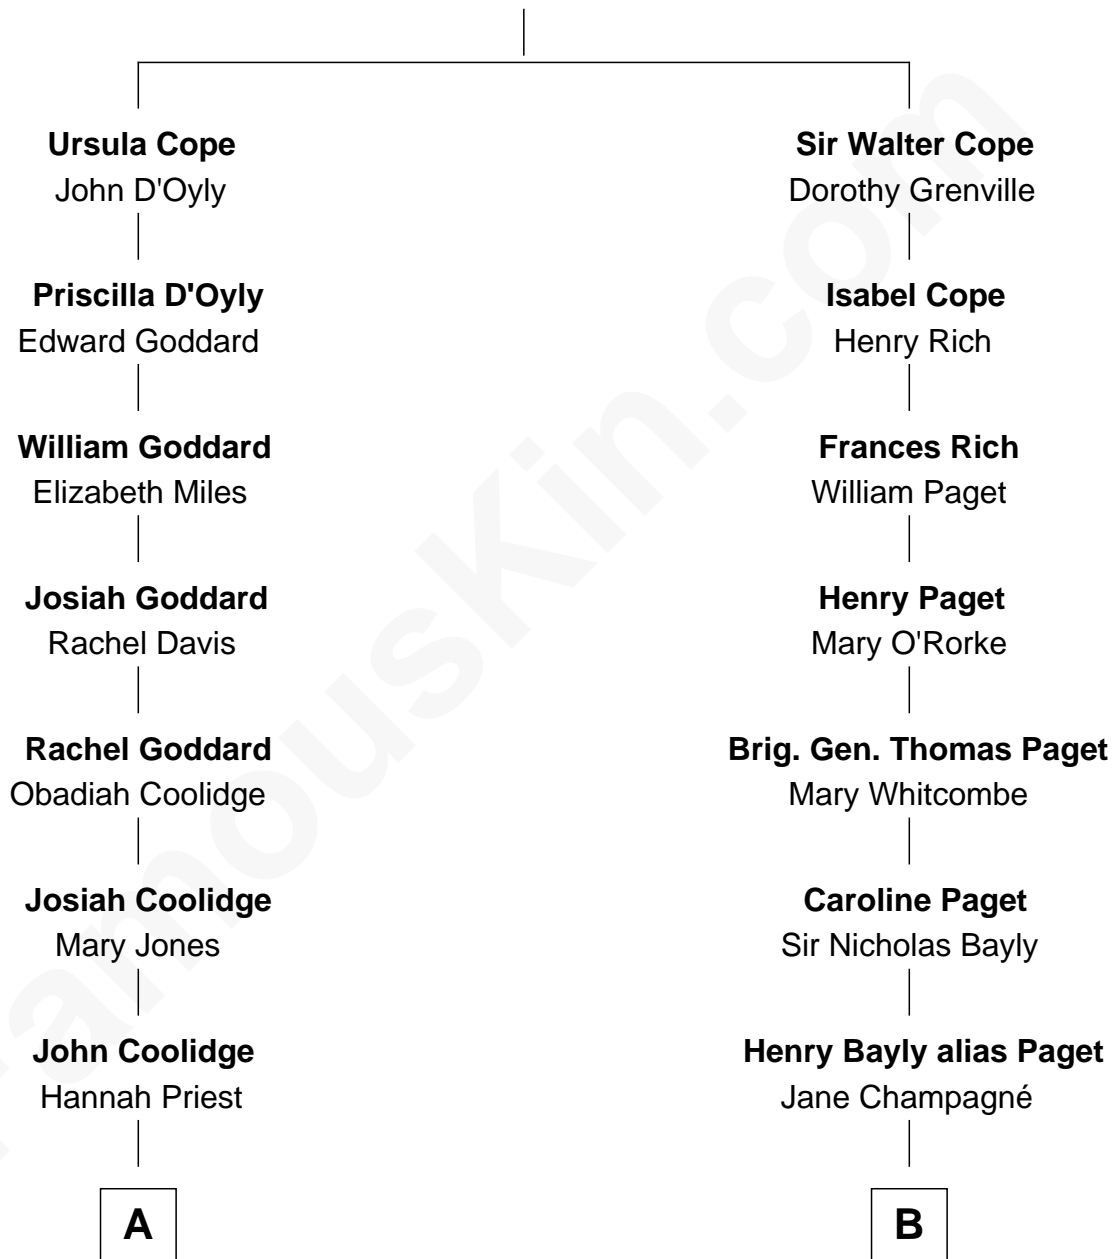 Ursula Cope
John D'Oyly
Priscilla D'Oyly
Edward Goddard
William Goddard
Elizabeth Miles
Josiah Goddard
Rachel Davis
Rachel Goddard
Obadiah Coolidge
Josiah Coolidge
Mary Jones
John Coolidge
Hannah Priest
A
Sir Walter Cope
Dorothy Grenville
Isabel Cope
Henry Rich
Frances Rich
William Paget
Henry Paget
Mary O'Rorke
Brig. Gen. Thomas Paget
Mary Whitcombe
Caroline Paget
Sir Nicholas Bayly
Henry Bayly alias Paget
Jane Champagné
B
FamousKin.com